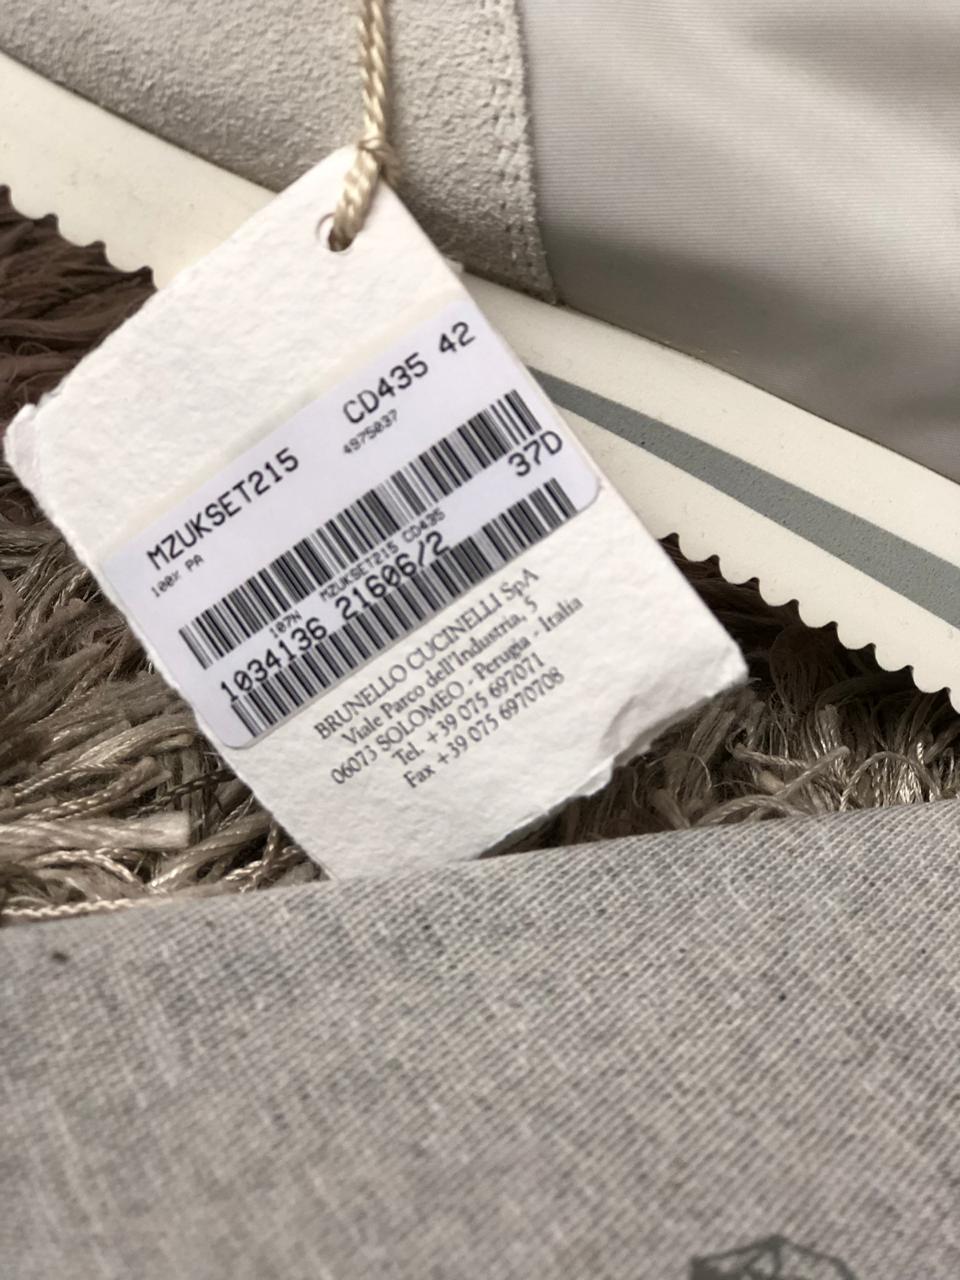 MZUKSET215 CD435 42
100% PA 4975037
37D
107N MZUKSET215 CD435
1034136 21606/2
BRUNELLO CUCINELLI SpA
Viale Parco dell'Industria, 5
06073 SOLOMEO - Perugia - Italia
Tel. +39 075 697071
Fax +39 075 6970708